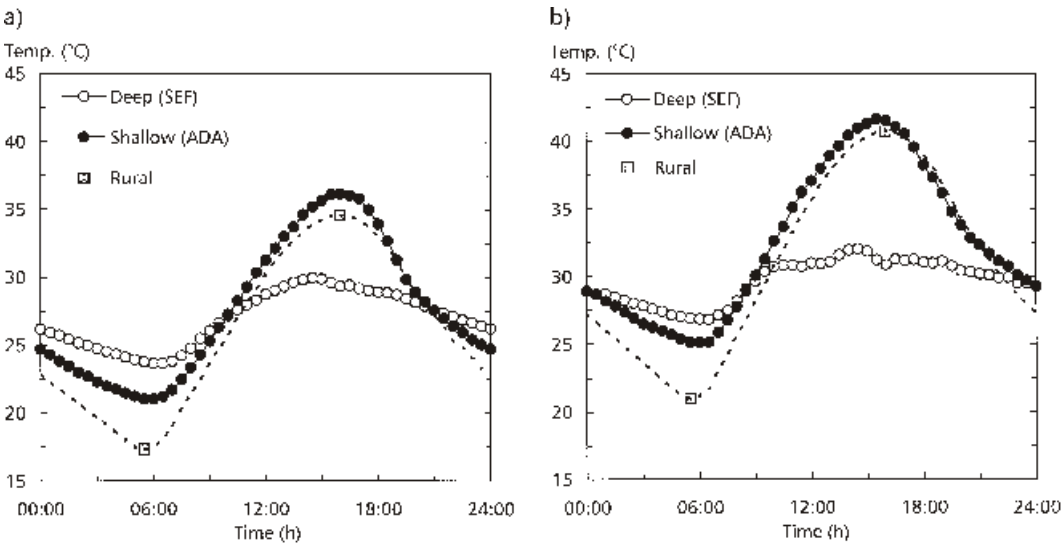 a)
Temp. (°C)
45
40
35
30
25
20
15
Deep (SEF)
Shallow (ADA)
Rural
00:00 06:00 12:00 18:00 24:00
Time (h)
b)
Temp. (°C)
45
40
35
30
25
20
15
Deep (SEF)
Shallow (ADA)
Rural
00:00 06:00 12:00 18:00 24:00
Time (h)